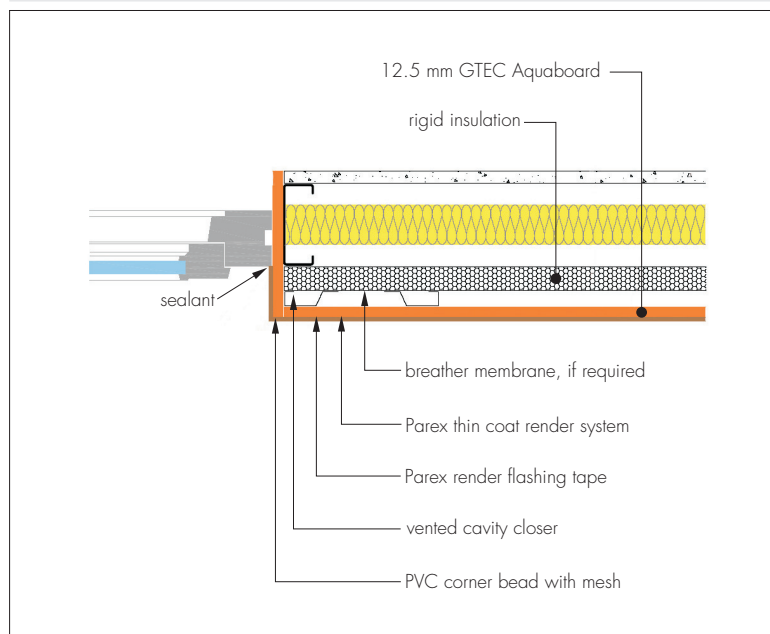 12.5 mm GTEC Aquaboard
rigid insulation
sealant
breather membrane, if required
Parex thin coat render system
Parex render flashing tape
vented cavity closer
PVC corner bead with mesh